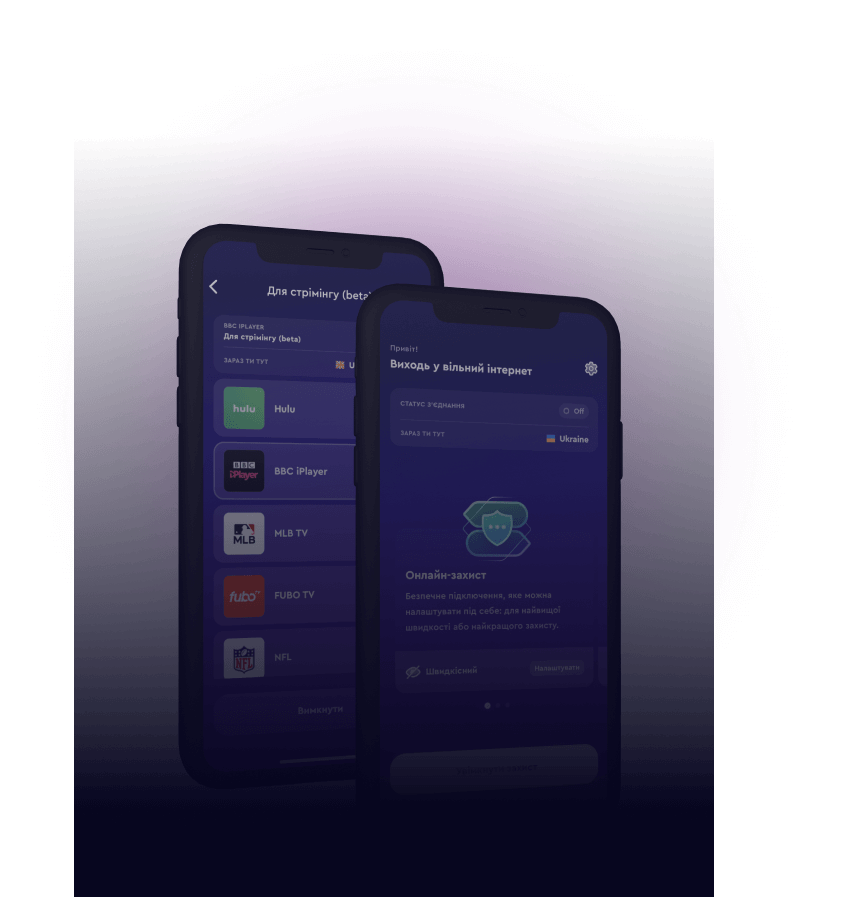 Для стрімінгу (beta)
BBC IPLAYER
Для стрімінгу (beta)
ЗАРАЗ ТИ ТУТ
U
hulu
Hulu
BBC
iPlayer
BBC iPlayer
MLB
MLB TV
fubo
FUBO TV
NFL
NFL
Вимкнути
Привіт!
Виходь у вільний інтернет
СТАТУС З'ЄДНАННЯ
Off
ЗАРАЗ ТИ ТУТ
Ukraine
Онлайн-захист
Безпечне підключення, яке можна
налаштувати під себе: для найвищої
швидкості або найкращого захисту.
Швидкісний
Налаштувати